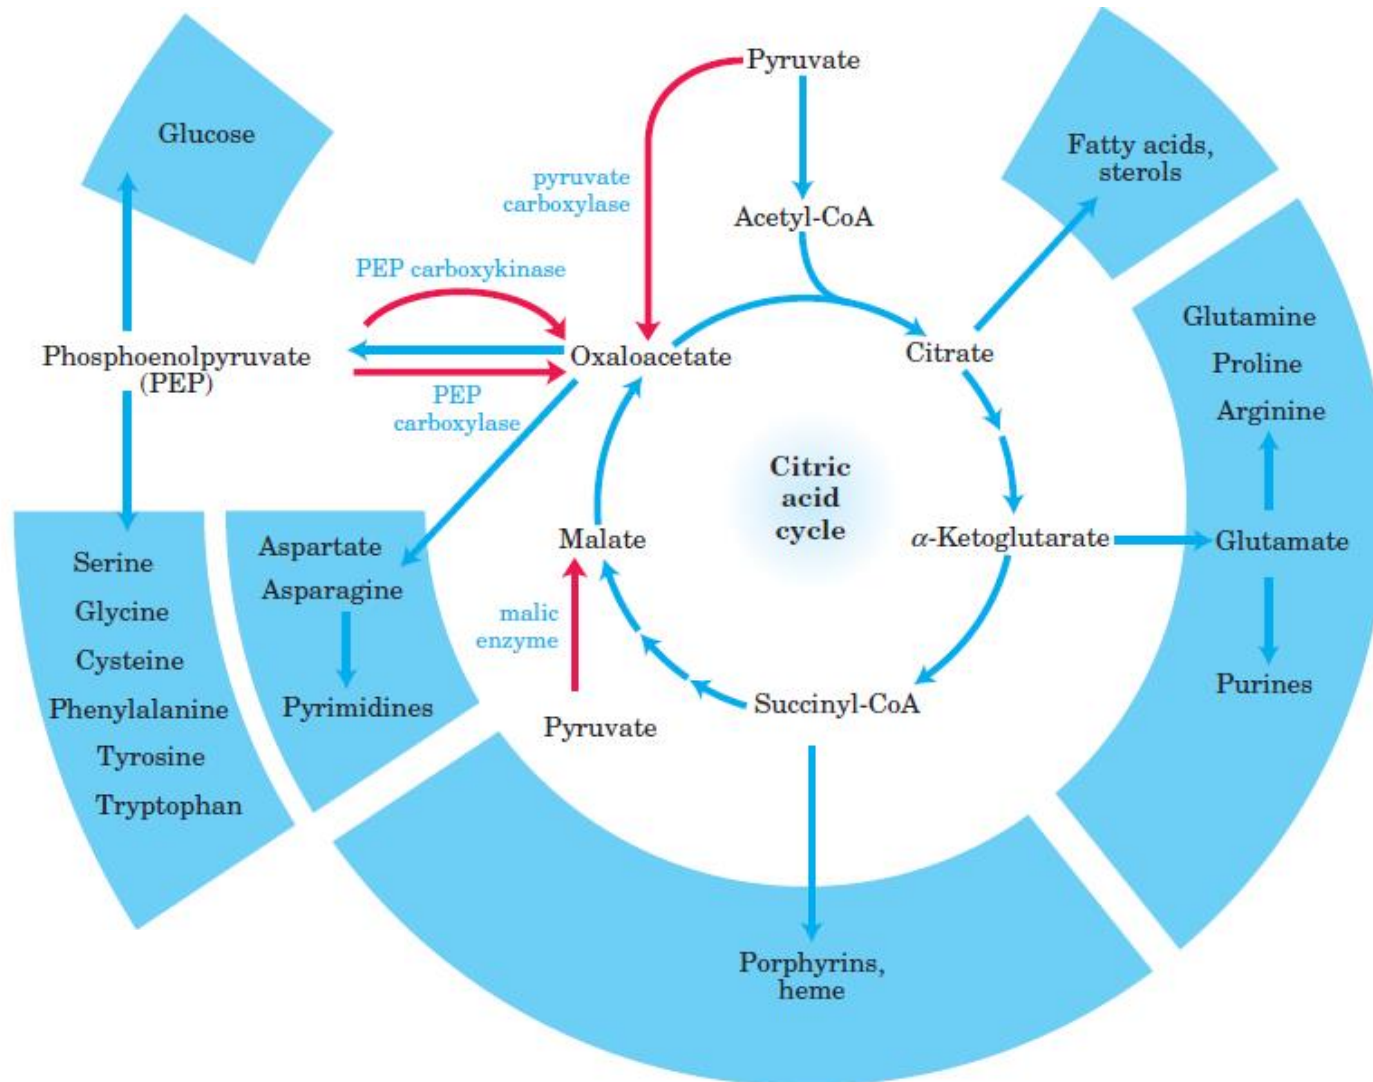 Pyruvate
Glucose
Fatty acids,
sterols
pyruvate
carboxylase
Acetyl-CoA
PEP carboxykinase
Glutamine
Phosphoenolpyruvate
(PEP)
Oxaloacetate
Citrate
Proline
PEP
carboxylase
Arginine
Citric
acid
cycle
Aspartate
Malate
α-Ketoglutarate
Glutamate
Serine
Asparagine
Glycine
malic
enzyme
Cysteine
Purines
Phenylalanine
Pyrimidines
Pyruvate
Succinyl-CoA
Tyrosine
Tryptophan
Porphyrins,
heme